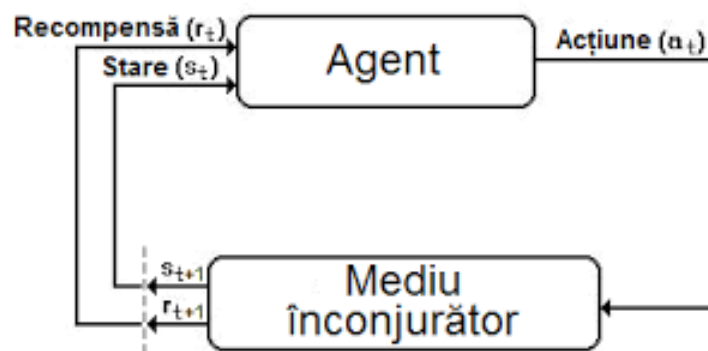 Recompensă (rₜ)
Stare (sₜ)
Agent
Acțiune (aₜ)
sₜ₊₁
rₜ₊₁
Mediu
înconjurător